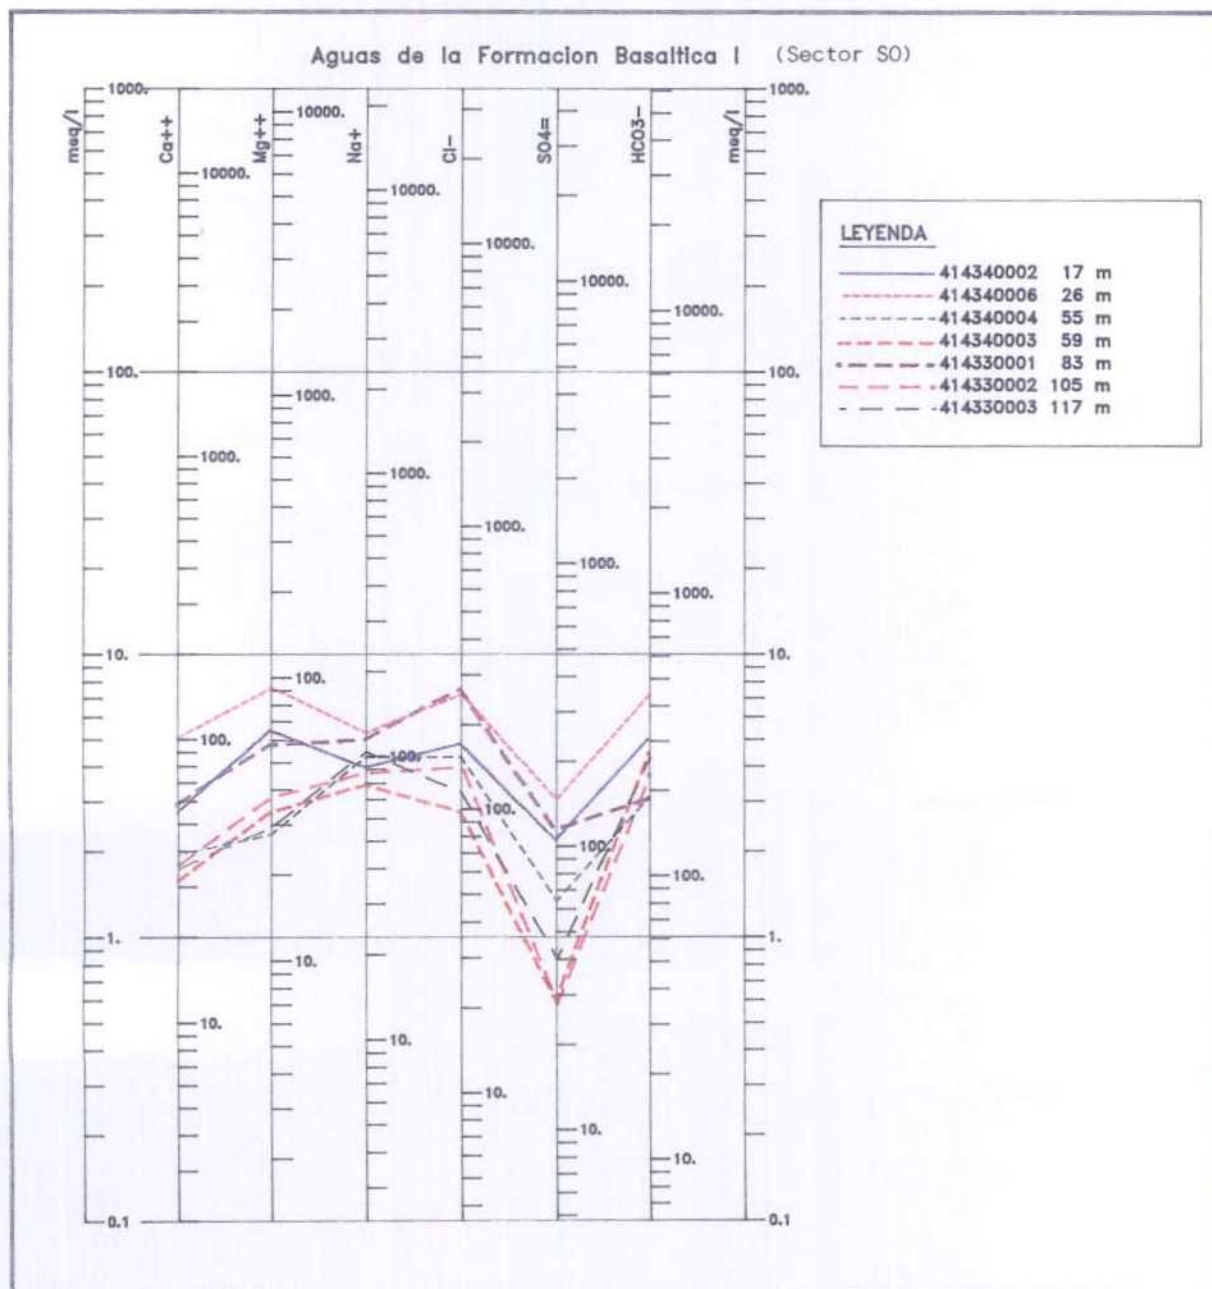 Aguas de la Formacion Basaltica I (Sector SO)
meq/l
Ca++
Mg++
Na+
Cl-
SO4=
HCO3-
meq/l
1000.
100.
10.
1.
0.1
10000.
1000.
100.
10.
10000.
1000.
100.
10.
10000.
1000.
100.
10.
10000.
1000.
100.
10.
10000.
1000.
100.
10.
10000.
1000.
100.
10.
1000.
100.
10.
1.
0.1
LEYENDA
414340002 17 m
414340006 26 m
414340004 55 m
414340003 59 m
414330001 83 m
414330002 105 m
414330003 117 m